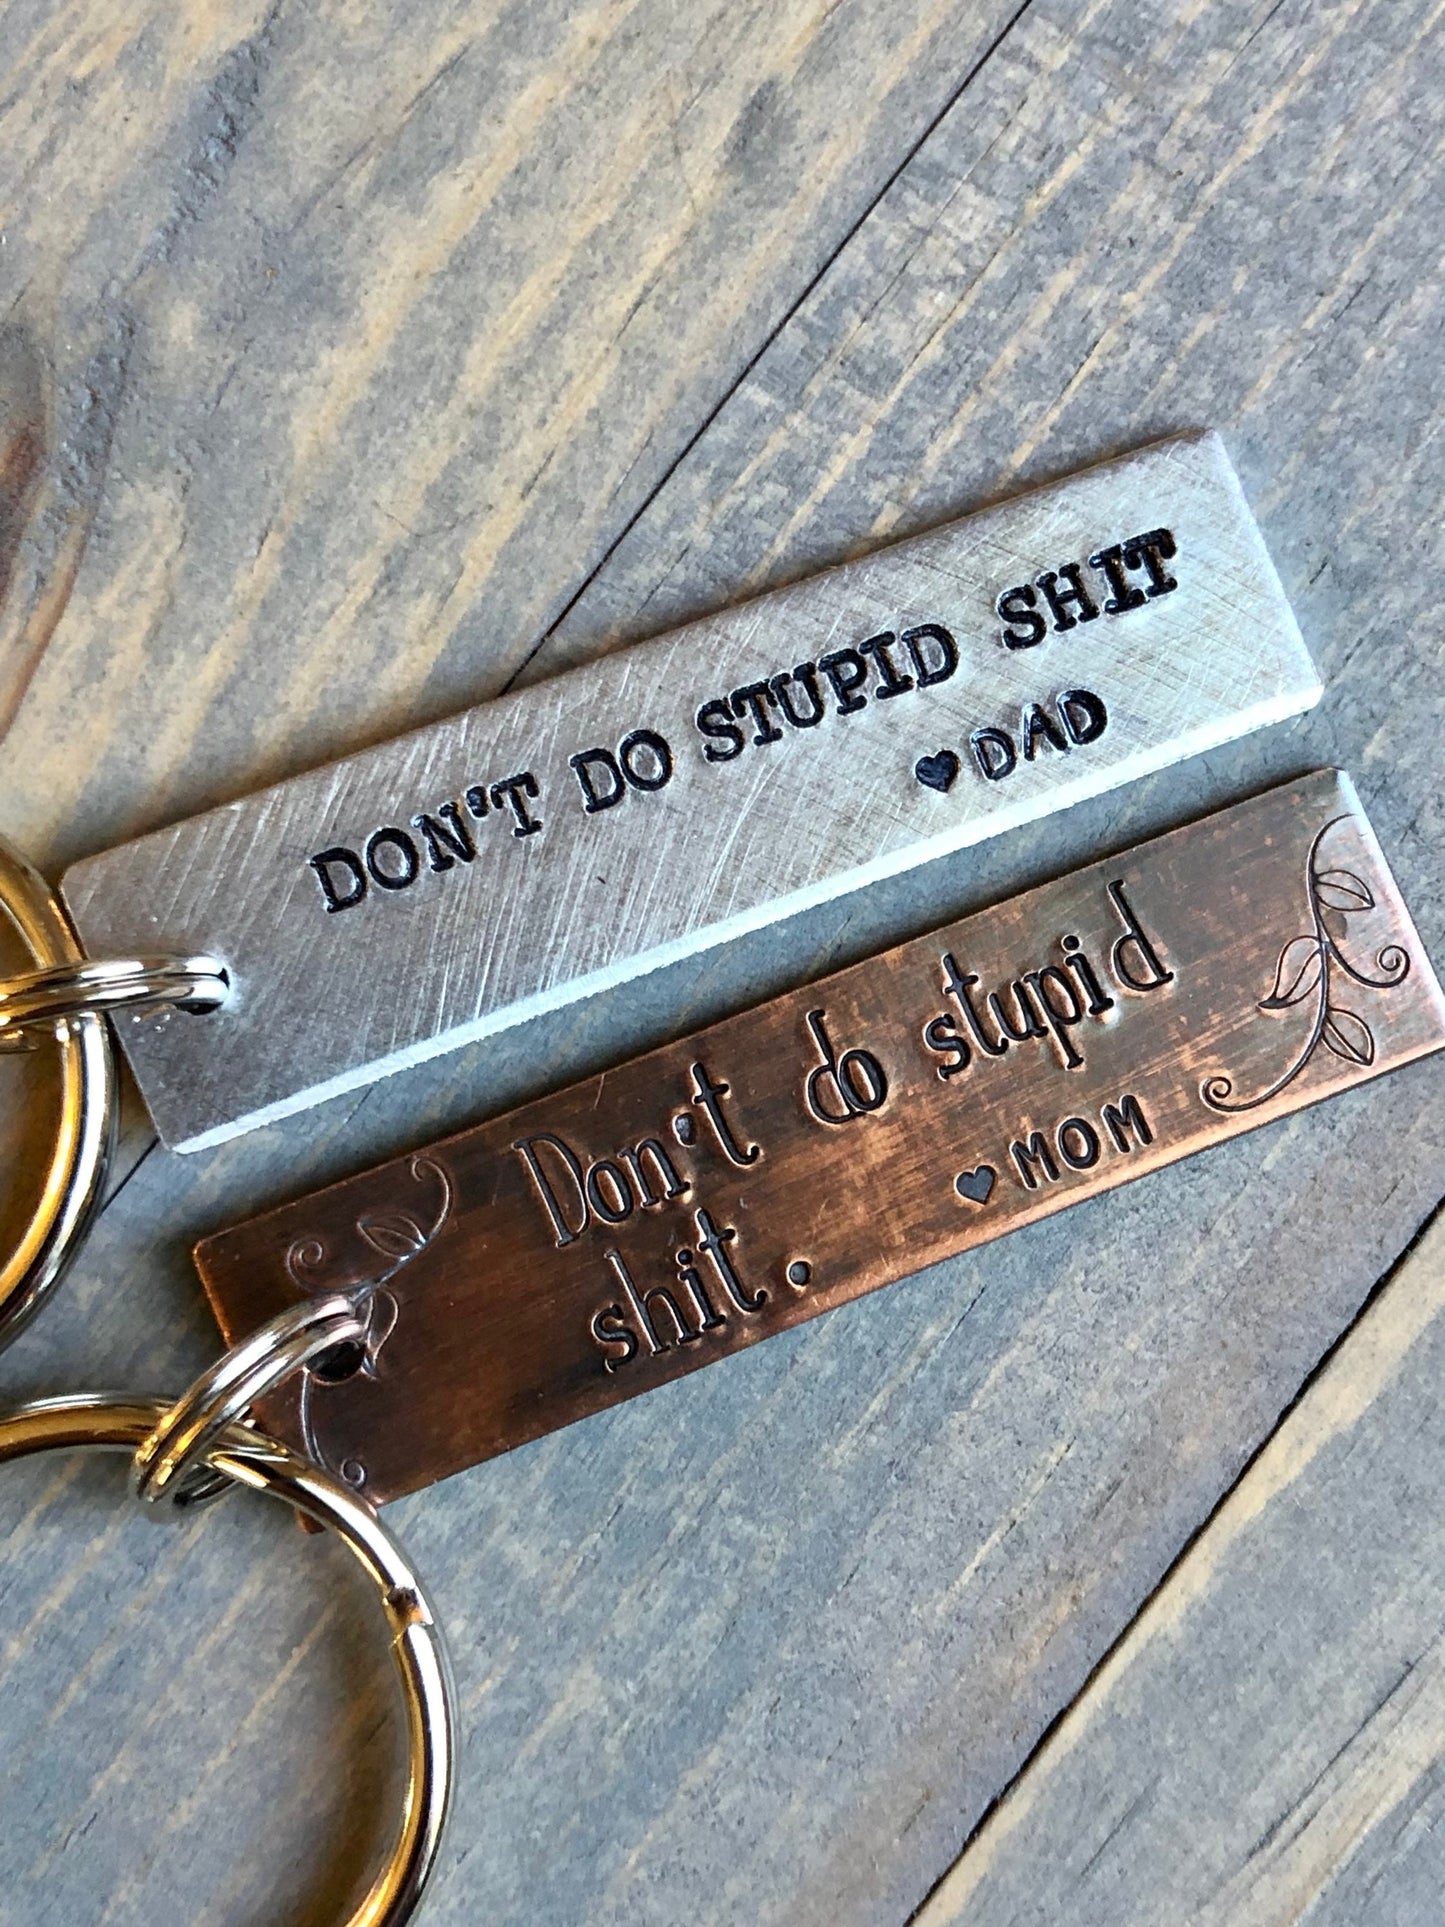 DON'T DO STUPID SHIT
♥DAD
Don't do stupid
shit.
♥MOM